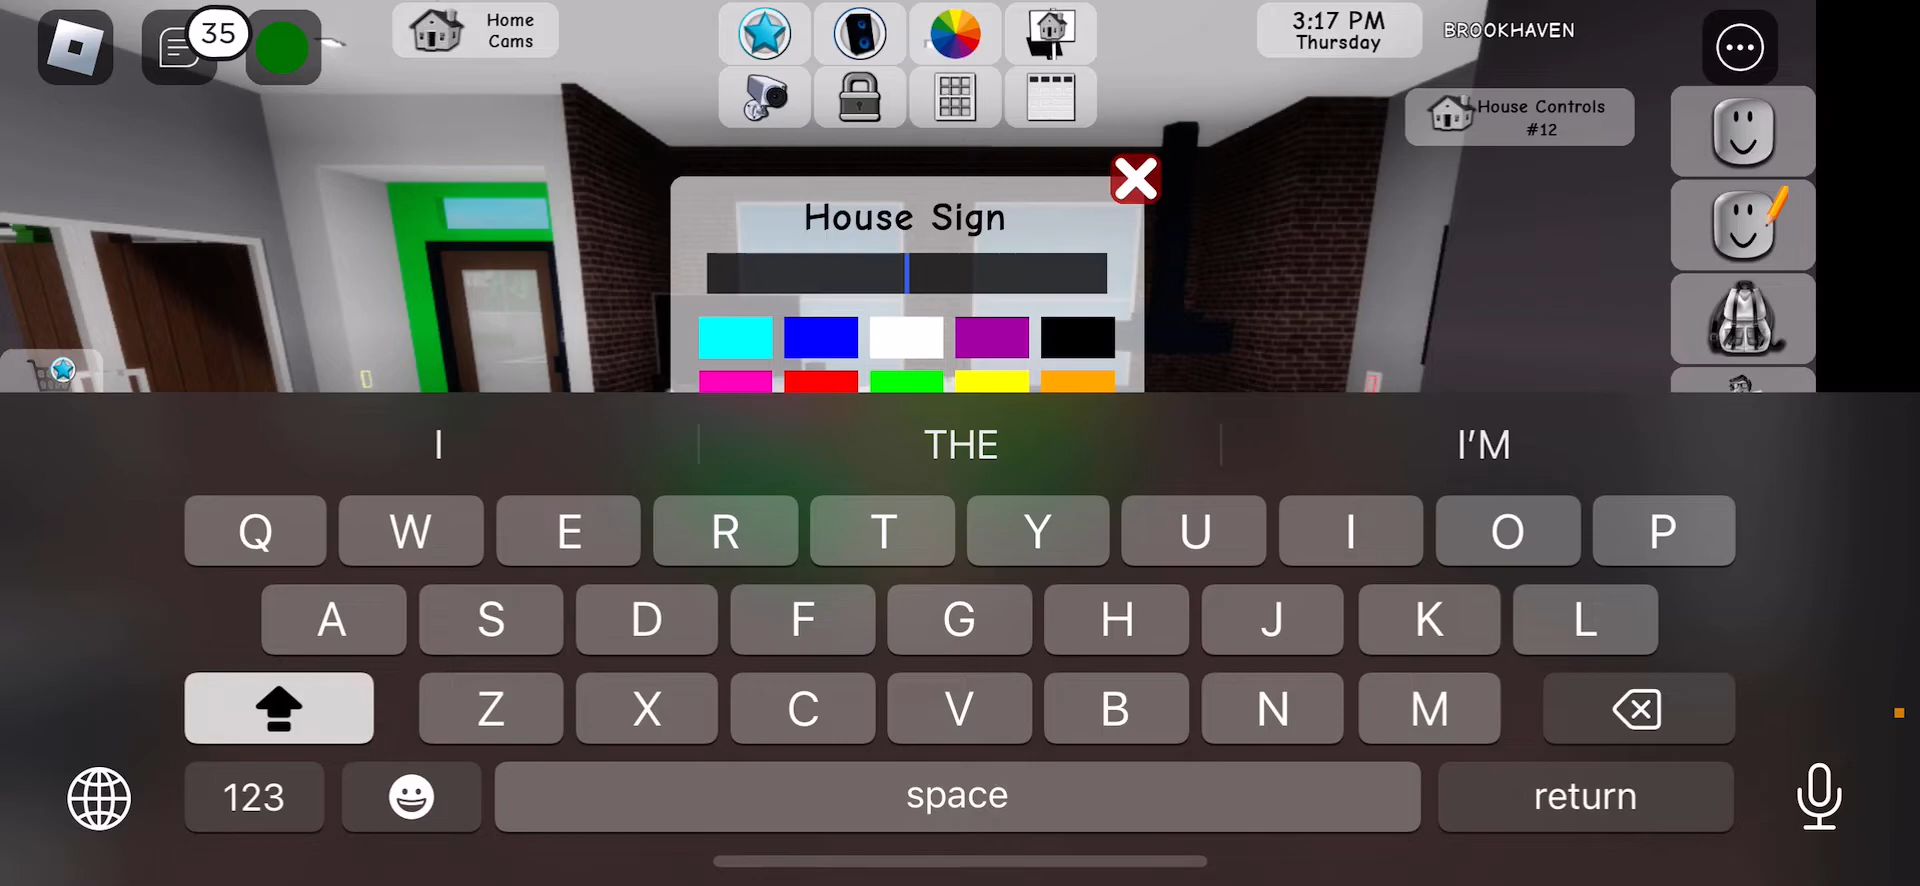 35
Home
Cams
3:17 PM
Thursday
BROOKHAVEN
House Controls
#12
House Sign
I THE I'M
Q W E R T Y U I O P
A S D F G H J K L
Z X C V B N M
123 space return